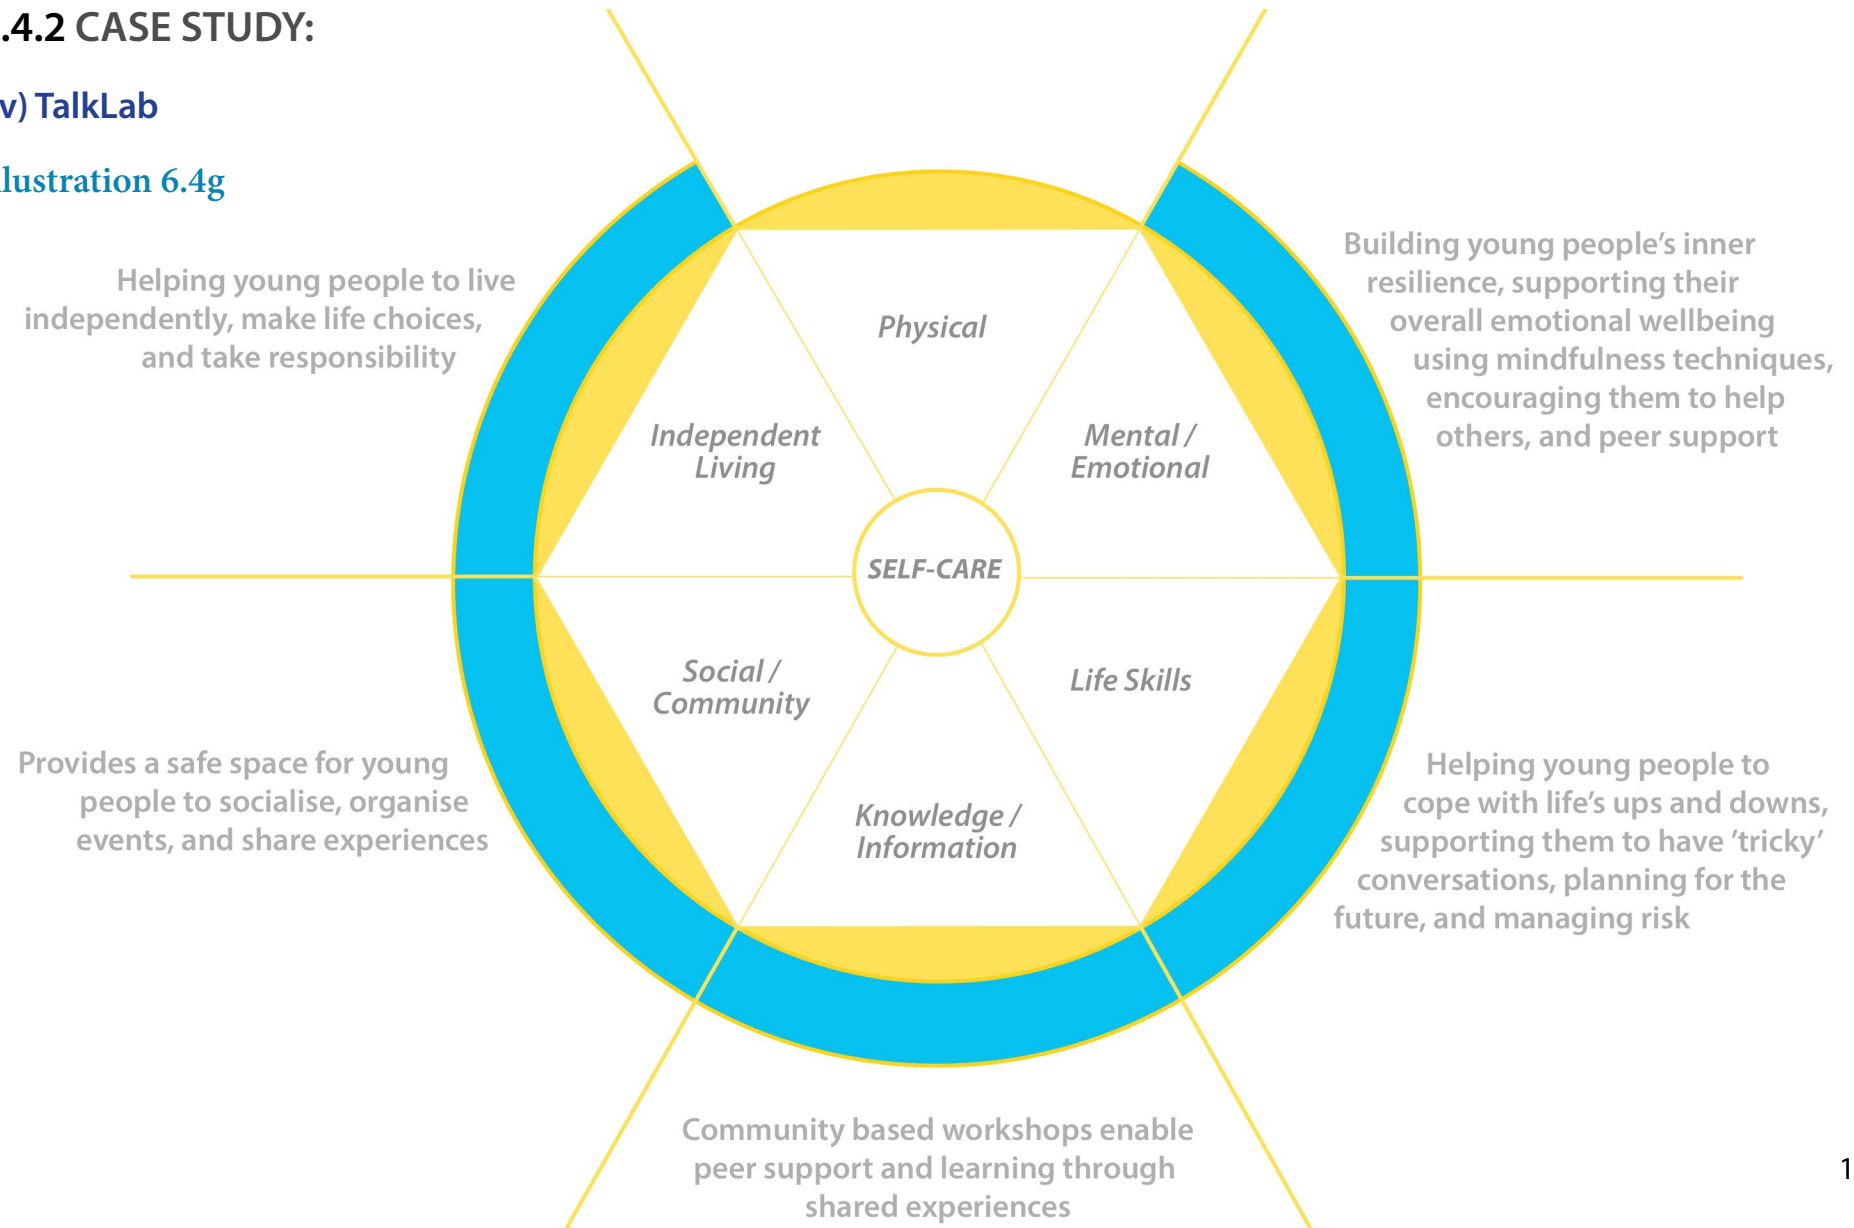 .4.2 CASE STUDY:
v) TalkLab
llustration 6.4g
Helping young people to live
independently, make life choices,
and take responsibility
Building young people's inner
resilience, supporting their
overall emotional wellbeing
using mindfulness techniques,
encouraging them to help
others, and peer support
Physical
Independent
Living
Mental /
Emotional
SELF-CARE
Social /
Community
Life Skills
Knowledge /
Information
Provides a safe space for young
people to socialise, organise
events, and share experiences
Helping young people to
cope with life's ups and downs,
supporting them to have 'tricky'
conversations, planning for the
future, and managing risk
Community based workshops enable
peer support and learning through
shared experiences
1